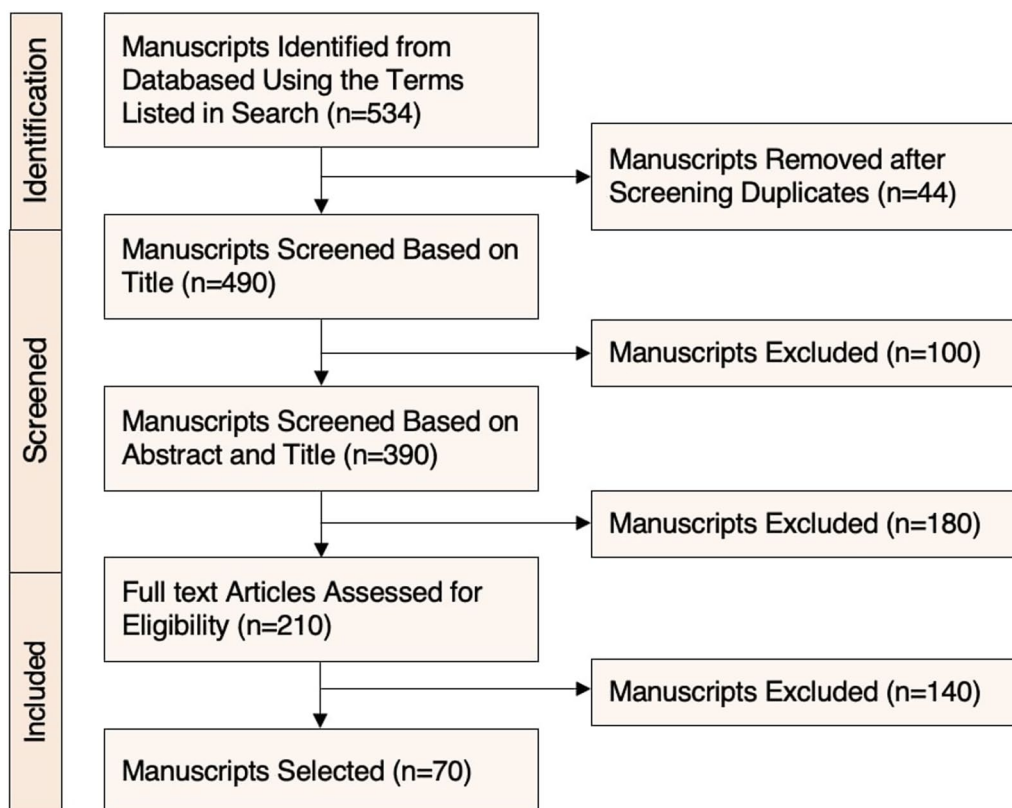 Identification
Manuscripts Identified from
Databased Using the Terms
Listed in Search (n=534)
Manuscripts Removed after
Screening Duplicates (n=44)
Screened
Manuscripts Screened Based on
Title (n=490)
Manuscripts Excluded (n=100)
Manuscripts Screened Based on
Abstract and Title (n=390)
Manuscripts Excluded (n=180)
Included
Full text Articles Assessed for
Eligibility (n=210)
Manuscripts Excluded (n=140)
Manuscripts Selected (n=70)